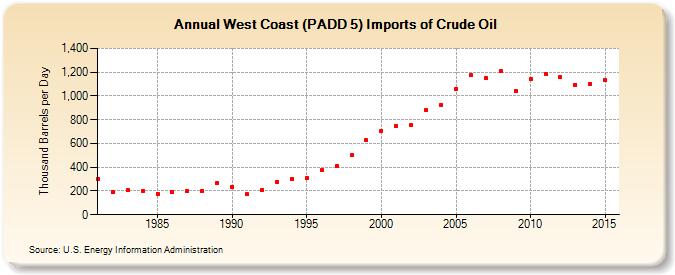 Annual West Coast (PADD 5) Imports of Crude Oil
Thousand Barrels per Day
1,400
1,200
1,000
800
600
400
200
0
1985 1990 1995 2000 2005 2010 2015
Source: U.S. Energy Information Administration